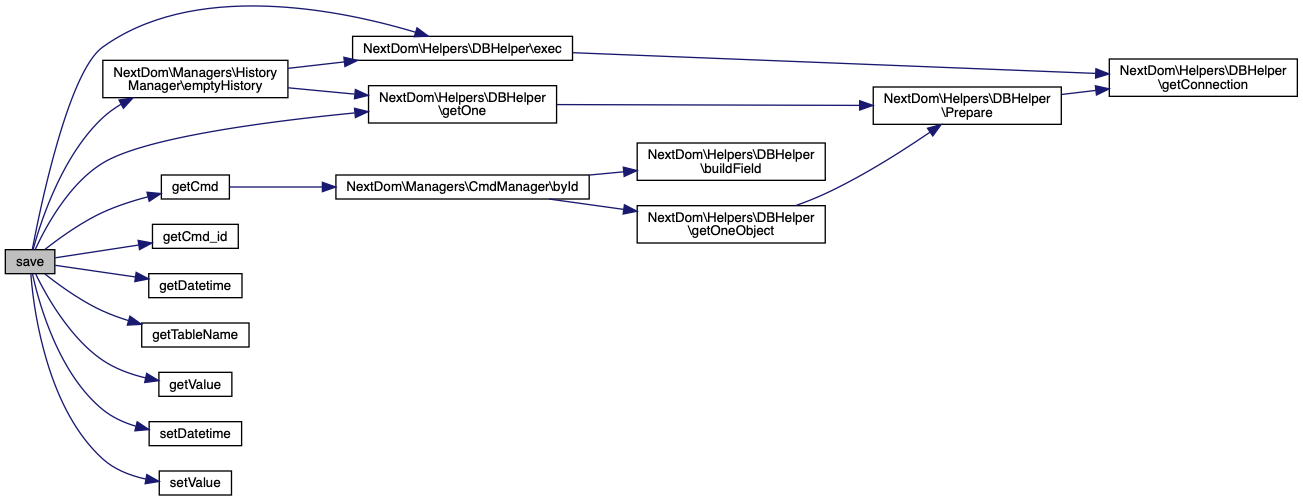 save
NextDom\Managers\History
Manager\emptyHistory
NextDom\Helpers\DBHelper\exec
NextDom\Helpers\DBHelper
\getOne
getCmd
NextDom\Managers\CmdManager\byId
NextDom\Helpers\DBHelper
\buildField
NextDom\Helpers\DBHelper
\getOneObject
NextDom\Helpers\DBHelper
\Prepare
NextDom\Helpers\DBHelper
\getConnection
getCmd_id
getDatetime
getTableName
getValue
setDatetime
setValue